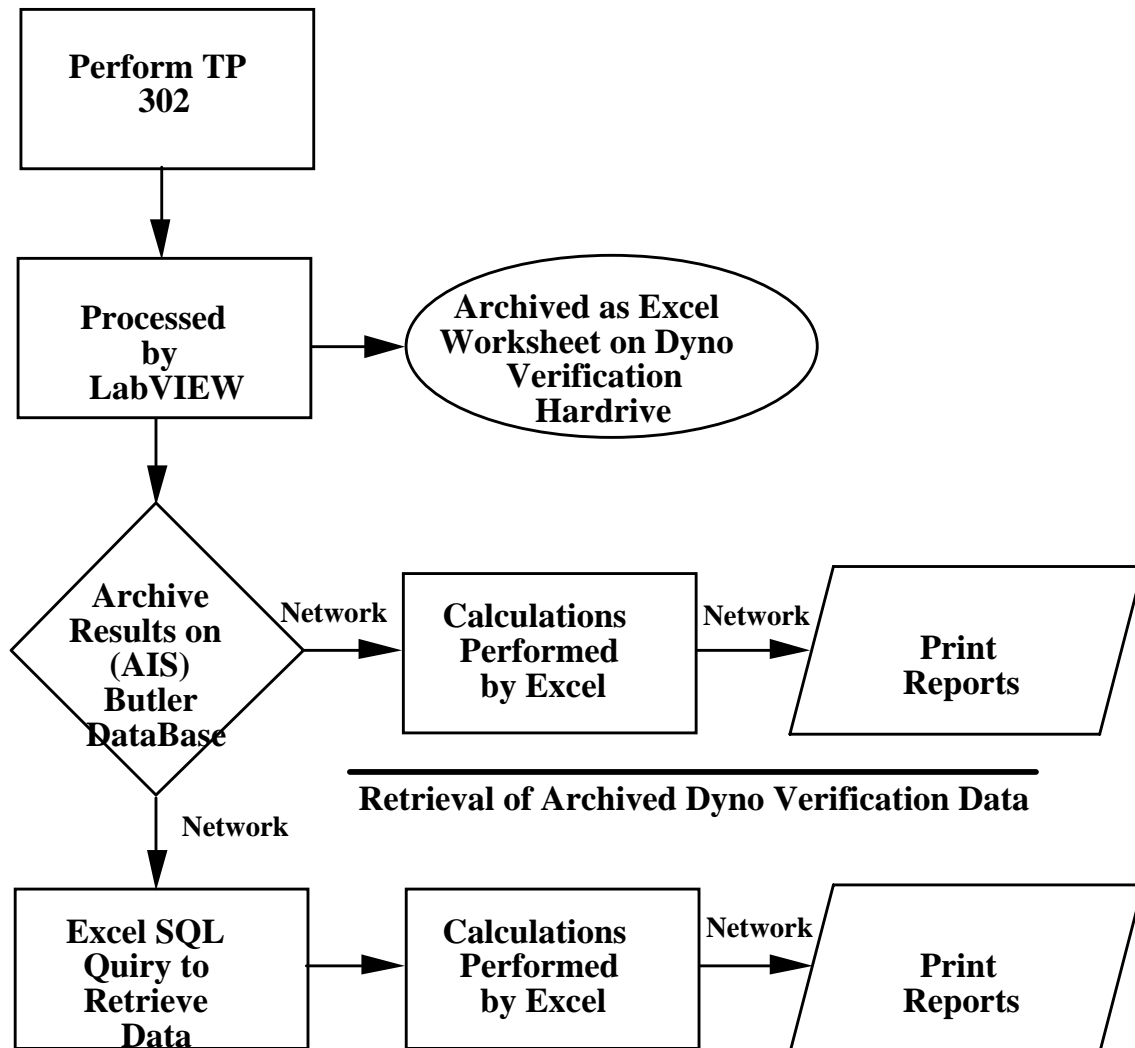 Perform TP
302
Processed
by
LabVIEW
Archived as Excel
Worksheet on Dyno
Verification
Hardrive
Archive
Results on
(AIS)
Butler
DataBase
Network
Calculations
Performed
by Excel
Network
Print
Reports
Retrieval of Archived Dyno Verification Data
Network
Excel SQL
Quiry to
Retrieve
Data
Calculations
Performed
by Excel
Network
Print
Reports